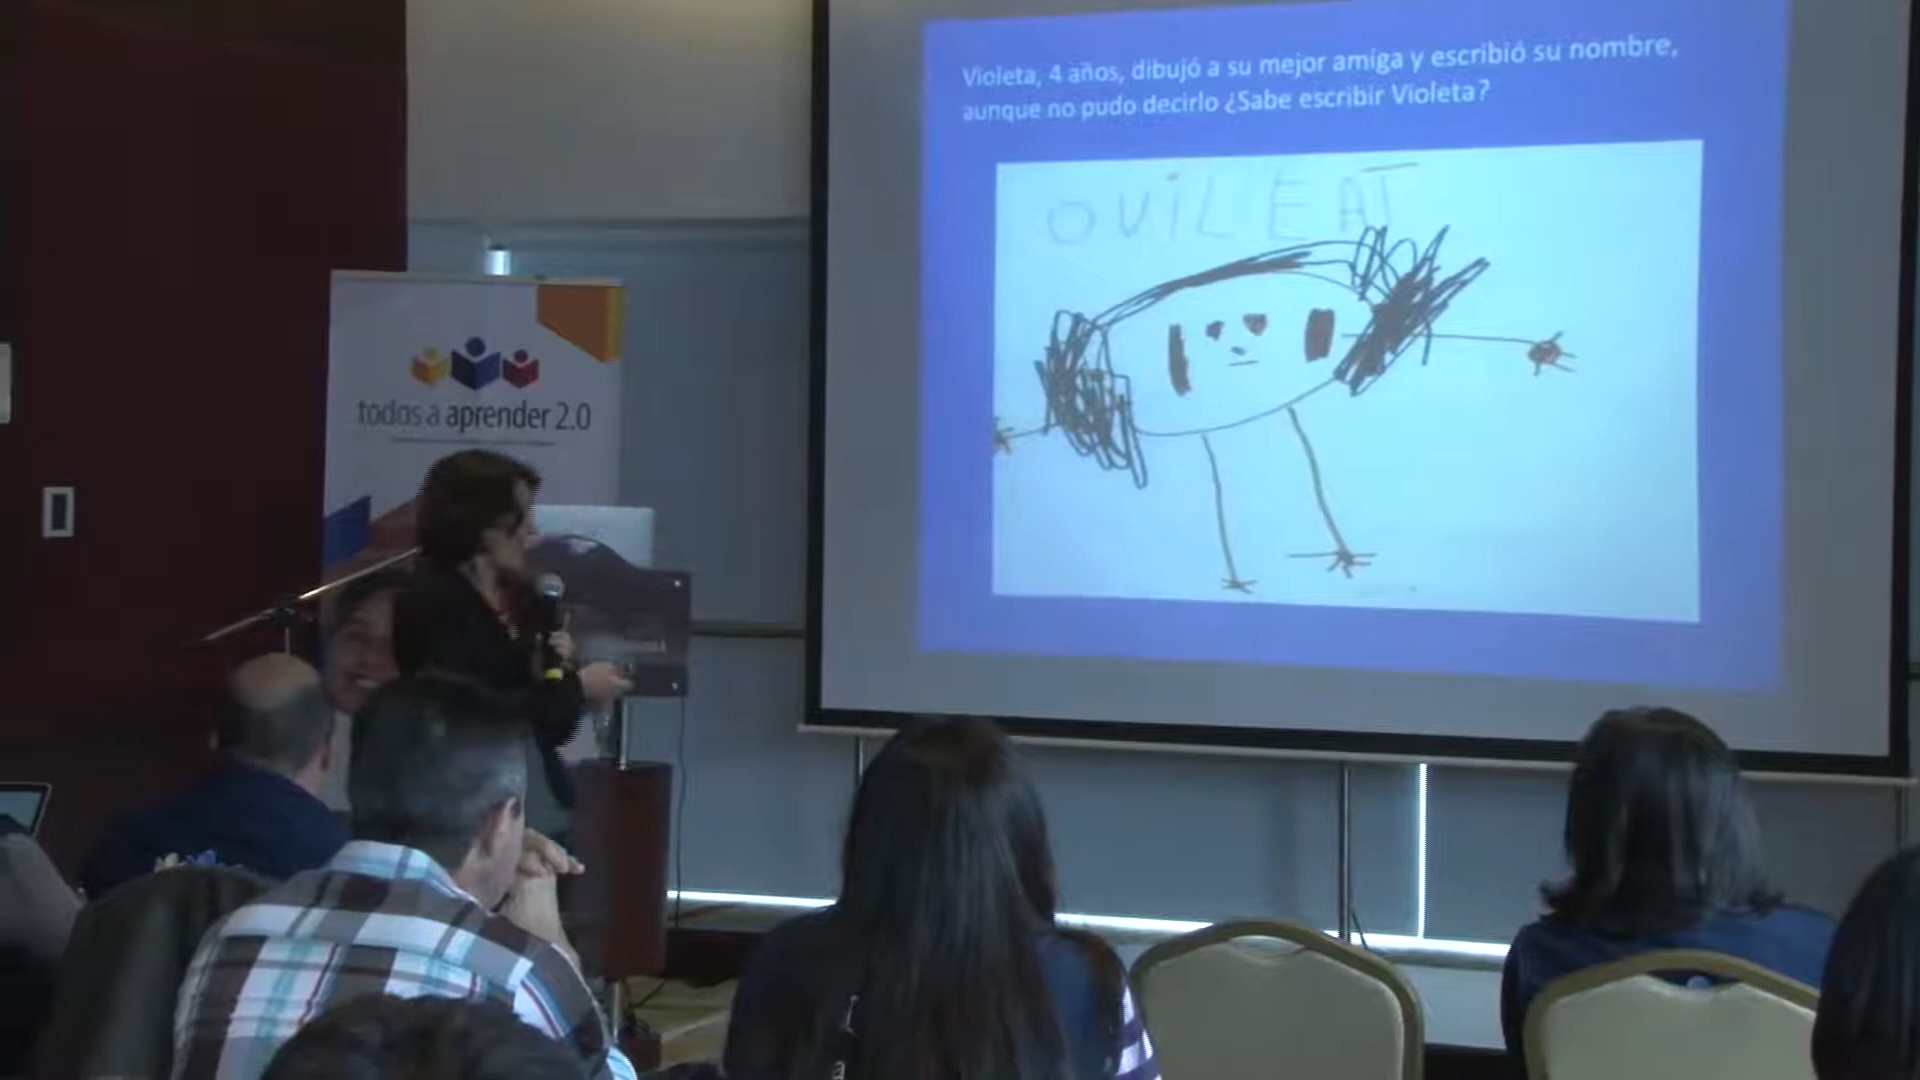 Violeta, 4 años, dibujó a su mejor amiga y escribió su nombre,
aunque no pudo decirlo ¿Sabe escribir Violeta?
OUiLEAT
todos a aprender 2.0